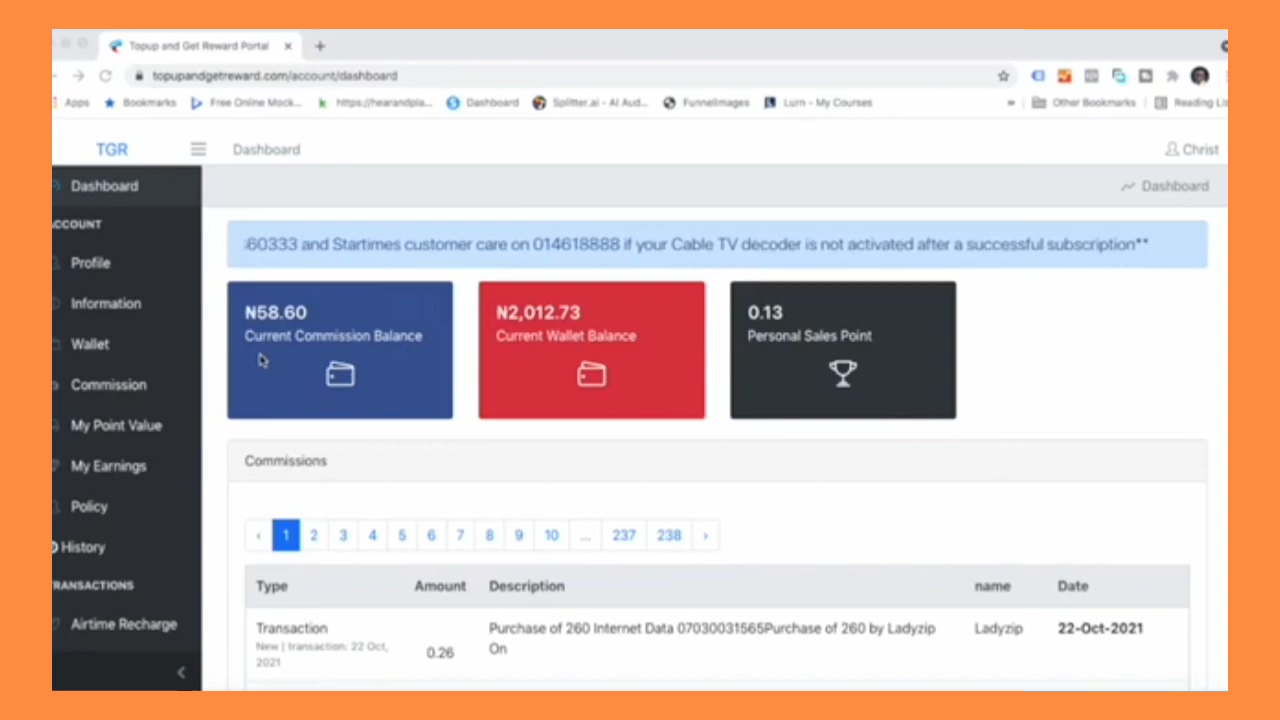 Topup and Get Reward Portal × +
topupandgetreward.com/account/dashboard
Apps Bookmarks Free Online Mock... https://hearandpla... Dashboard Splitter.ai - AI Aud... FunnelImages Lurn - My Courses » Other Bookmarks Reading Lis
TGR Dashboard Christ
Dashboard Dashboard
ACCOUNT
60333 and Startimes customer care on 014618888 if your Cable TV decoder is not activated after a successful subscription**
Profile
Information
Wallet
Commission
My Point Value
My Earnings
Policy
History
TRANSACTIONS
Airtime Recharge
N58.60
Current Commission Balance
N2,012.73
Current Wallet Balance
0.13
Personal Sales Point
Commissions
‹ 1 2 3 4 5 6 7 8 9 10 ... 237 238 ›
Type Amount Description name Date
Transaction
New | transaction: 22 Oct,
2021
0.26
Purchase of 260 Internet Data 07030031565Purchase of 260 by Ladyzip
On
Ladyzip
22-Oct-2021